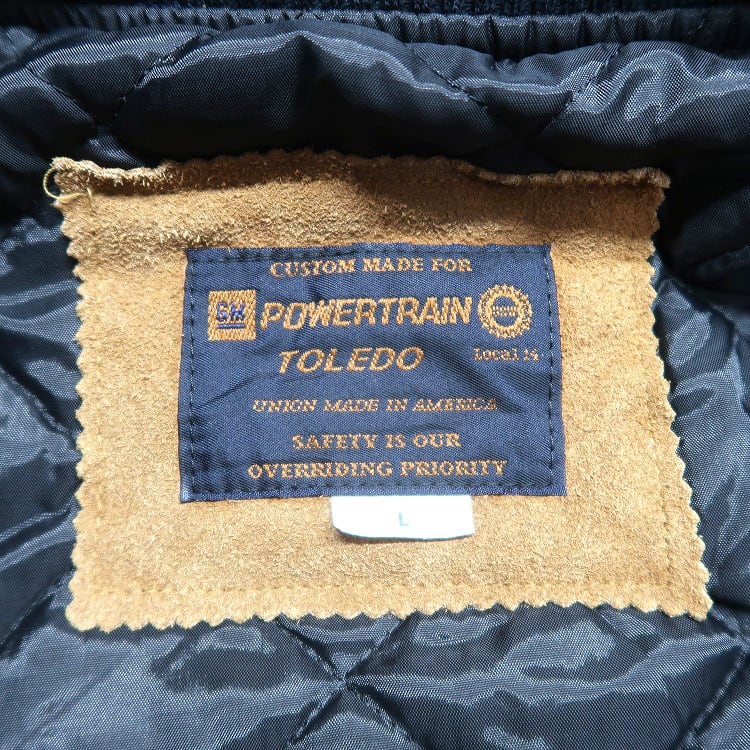 CUSTOM MADE FOR
GM POWERTRAIN
TOLEDO Local 14
UNION MADE IN AMERICA
SAFETY IS OUR
OVERRIDING PRIORITY
L